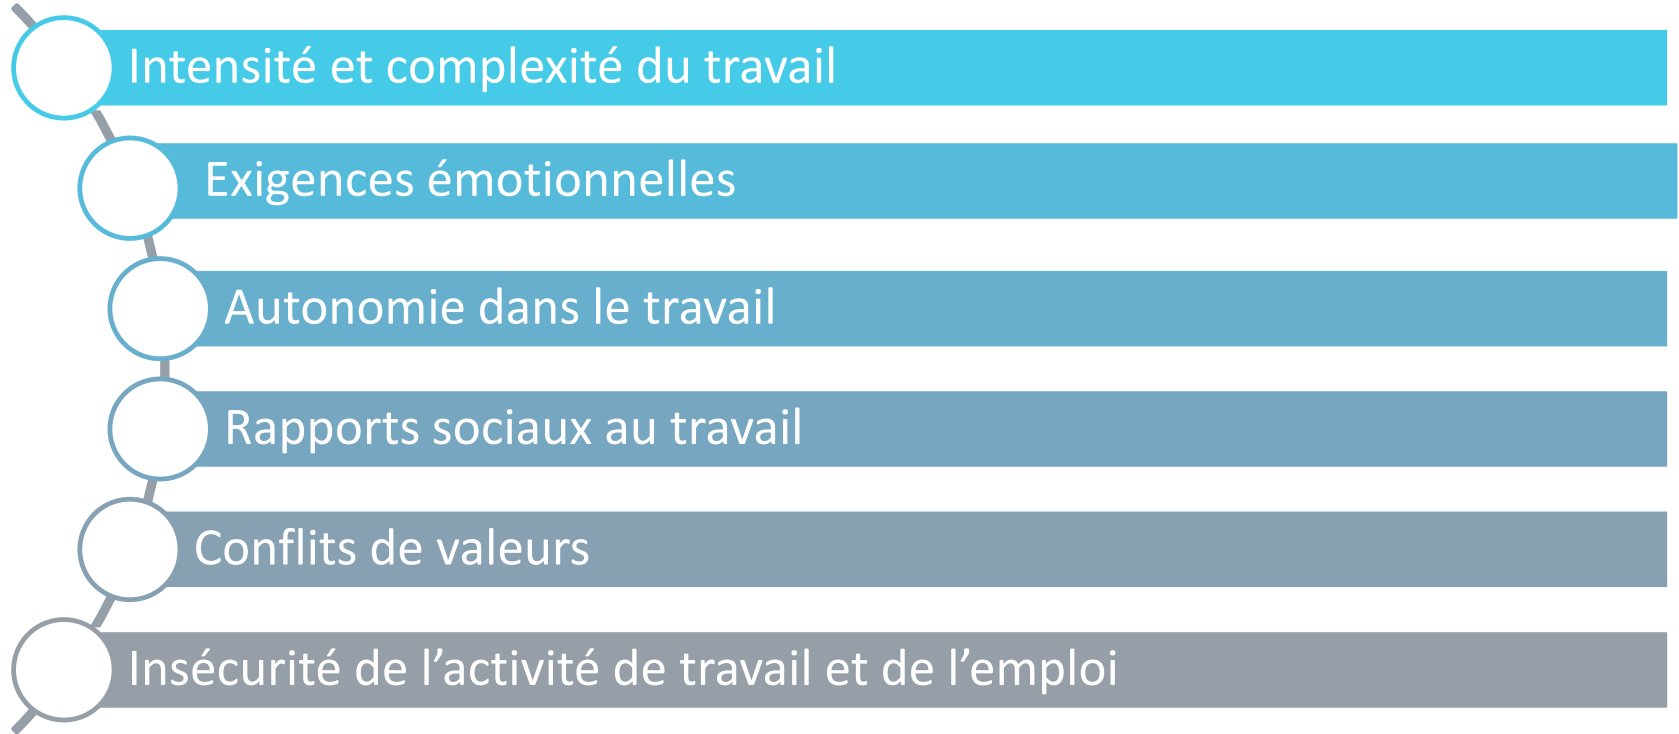 Intensité et complexité du travail
Exigences émotionnelles
Autonomie dans le travail
Rapports sociaux au travail
Conflits de valeurs
Insécurité de l’activité de travail et de l’emploi